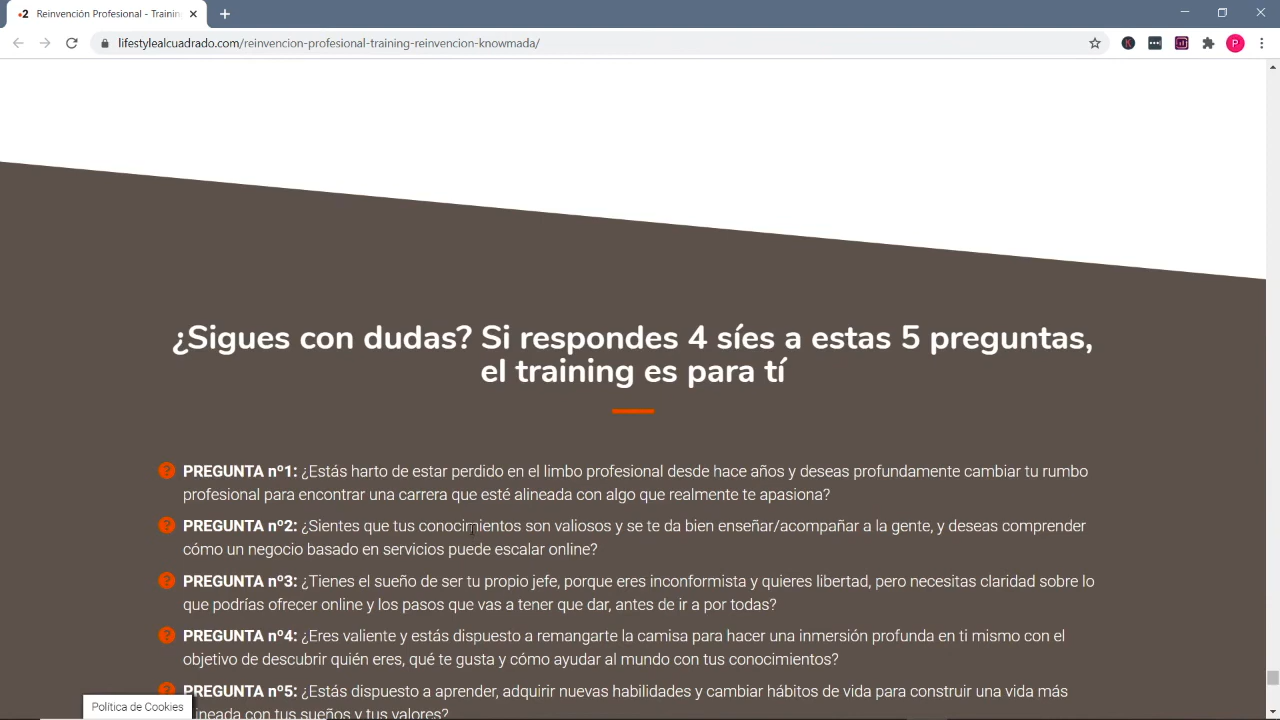 Reinvención Profesional - Trainin
lifestylealcuadrado.com/reinvencion-profesional-training-reinvencion-knowmada/
¿Sigues con dudas? Si respondes 4 síes a estas 5 preguntas,
el training es para tí
PREGUNTA nº1: ¿Estás harto de estar perdido en el limbo profesional desde hace años y deseas profundamente cambiar tu rumbo
profesional para encontrar una carrera que esté alineada con algo que realmente te apasiona?
PREGUNTA nº2: ¿Sientes que tus conocimientos son valiosos y se te da bien enseñar/acompañar a la gente, y deseas comprender
cómo un negocio basado en servicios puede escalar online?
PREGUNTA nº3: ¿Tienes el sueño de ser tu propio jefe, porque eres inconformista y quieres libertad, pero necesitas claridad sobre lo
que podrías ofrecer online y los pasos que vas a tener que dar, antes de ir a por todas?
PREGUNTA nº4: ¿Eres valiente y estás dispuesto a remangarte la camisa para hacer una inmersión profunda en ti mismo con el
objetivo de descubrir quién eres, qué te gusta y cómo ayudar al mundo con tus conocimientos?
PREGUNTA nº5: ¿Estás dispuesto a aprender, adquirir nuevas habilidades y cambiar hábitos de vida para construir una vida más
lineada con tus sueños y tus valores?
Política de Cookies